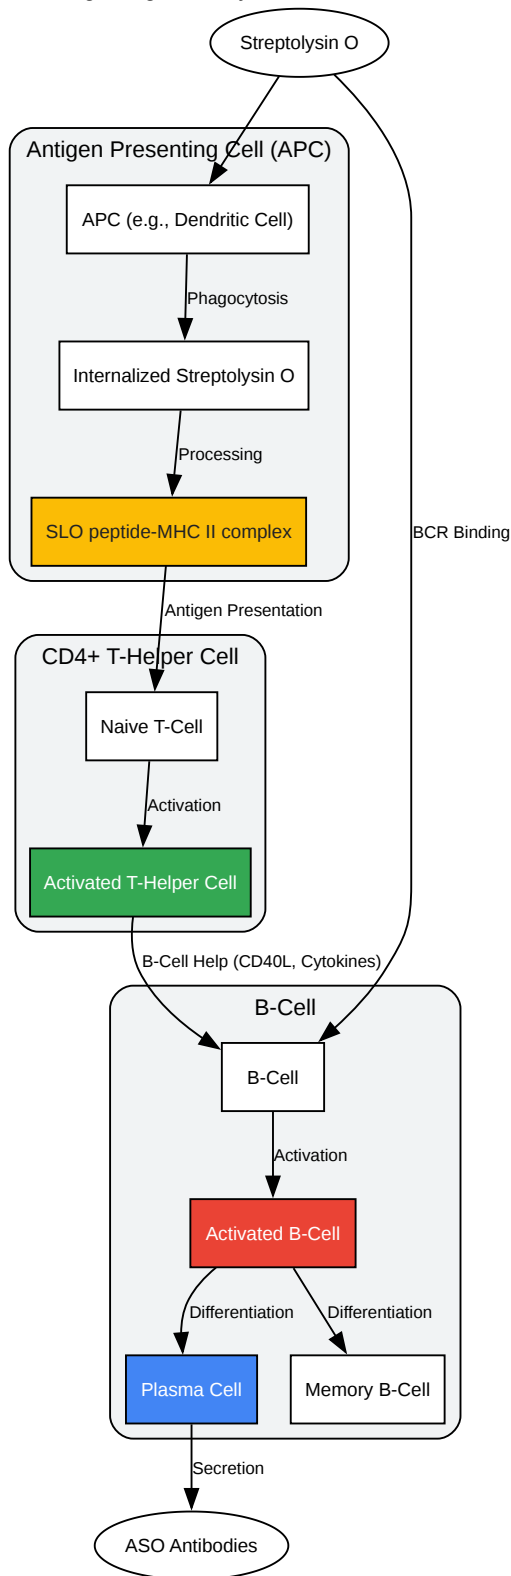 Streptolysin O
Antigen Presenting Cell (APC)
APC (e.g., Dendritic Cell)
Phagocytosis
Internalized Streptolysin O
Processing
SLO peptide-MHC II complex
BCR Binding
Antigen Presentation
CD4+ T-Helper Cell
Naive T-Cell
Activation
Activated T-Helper Cell
B-Cell Help (CD40L, Cytokines)
B-Cell
B-Cell
Activation
Activated B-Cell
Differentiation
Differentiation
Plasma Cell
Memory B-Cell
Secretion
ASO Antibodies